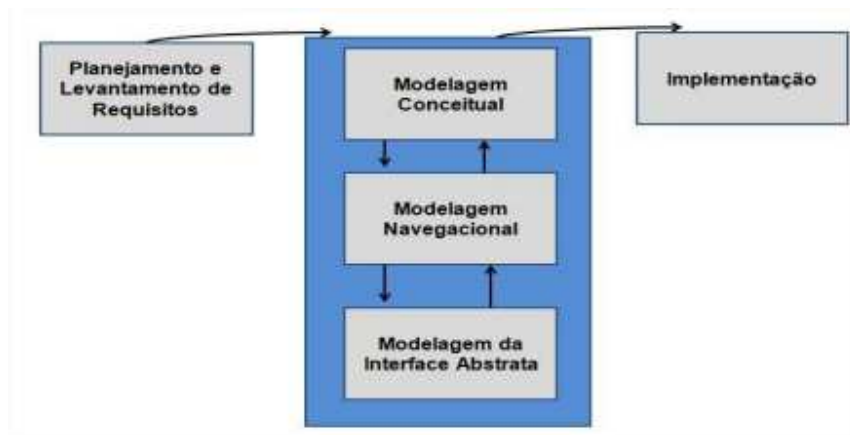 Planejamento e
Levantamento de
Requisitos
Modelagem
Conceitual
Modelagem
Navegacional
Modelagem da
Interface Abstrata
Implementação